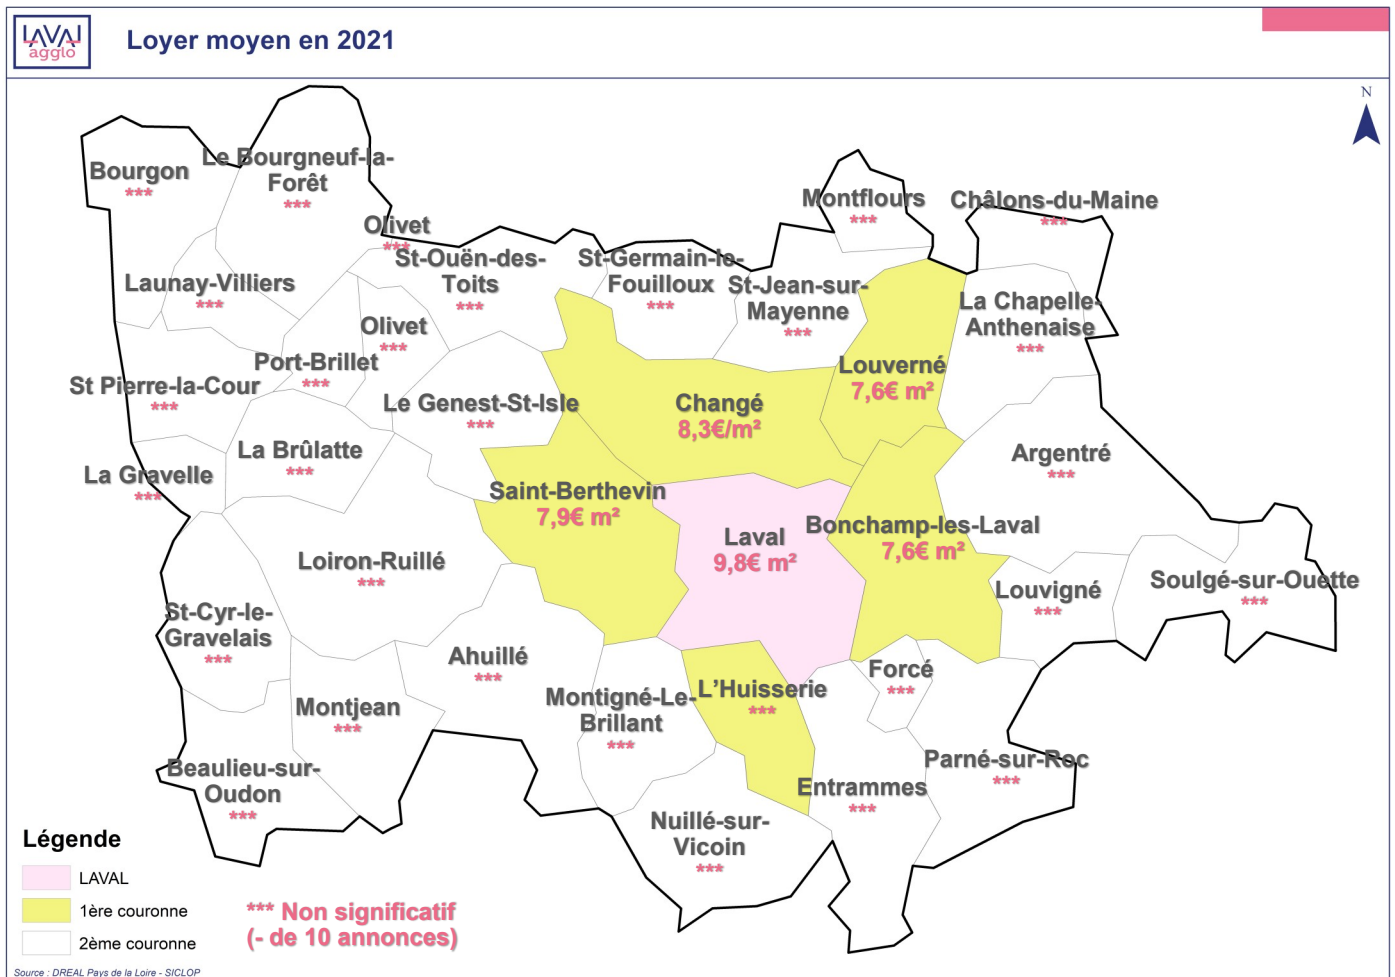 LAVAL
agglo
Loyer moyen en 2021
N
Bourgon
***
Le Bourgneuf-la-
Forêt
***
Olivet
***
Montflours
***
Châlons-du-Maine
***
Launay-Villiers
***
St-Ouën-des-
Toits
***
St-Germain-le-
Fouilloux
***
St-Jean-sur-
Mayenne
***
La Chapelle-
Anthenaise
***
Olivet
***
Port-Brillet
***
Louverné
7,6€ m²
St Pierre-la-Cour
***
Le Genest-St-Isle
***
Changé
8,3€/m²
La Brûlatte
***
Argentré
***
La Gravelle
***
Saint-Berthevin
7,9€ m²
Laval
9,8€ m²
Bonchamp-les-Laval
7,6€ m²
Loiron-Ruillé
***
Louvigné
***
Soulgé-sur-Ouette
***
St-Cyr-le-
Gravelais
***
Ahuillé
***
Forcé
***
Montjean
***
Montigné-Le-
Brillant
***
L'Huisserie
***
Beaulieu-sur-
Oudon
***
Entrammes
***
Parné-sur-Roc
***
Nuillé-sur-
Vicoin
***
Légende
LAVAL
1ère couronne
2ème couronne
*** Non significatif
(- de 10 annonces)
Source : DREAL Pays de la Loire - SICLOP